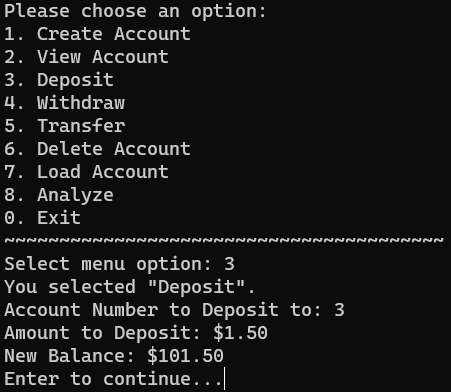 Please choose an option:
1. Create Account
2. View Account
3. Deposit
4. Withdraw
5. Transfer
6. Delete Account
7. Load Account
8. Analyze
0. Exit
~~~~~~~~~~~~~~~~~~~~~~~~~~~~~~~~~~~~~~~~
Select menu option: 3
You selected "Deposit".
Account Number to Deposit to: 3
Amount to Deposit: $1.50
New Balance: $101.50
Enter to continue...